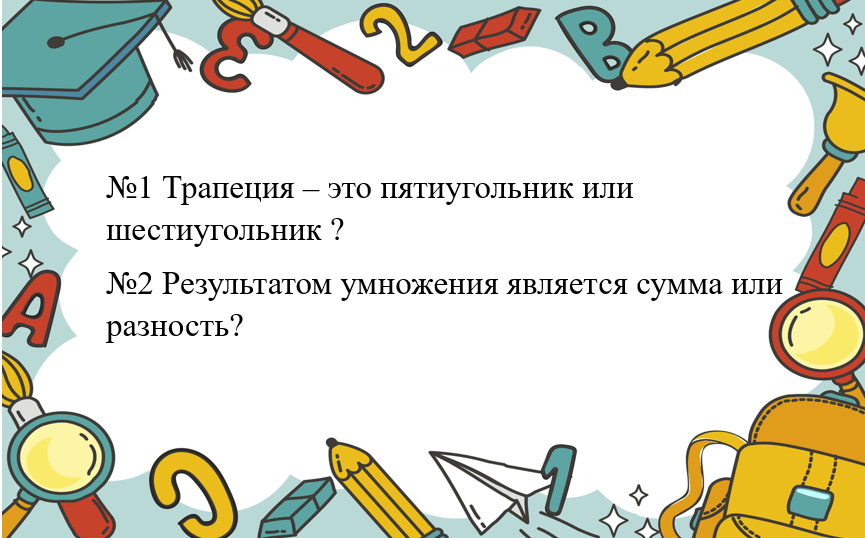 №1 Трапеция – это пятиугольник или
шестиугольник ?
№2 Результатом умножения является сумма или
разность?